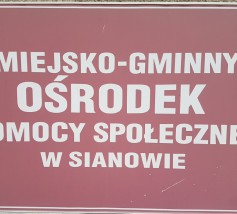 MIEJSKO-GMINNY
OŚRODEK
OMOCY SPOŁECZNE
W SIANOWIE